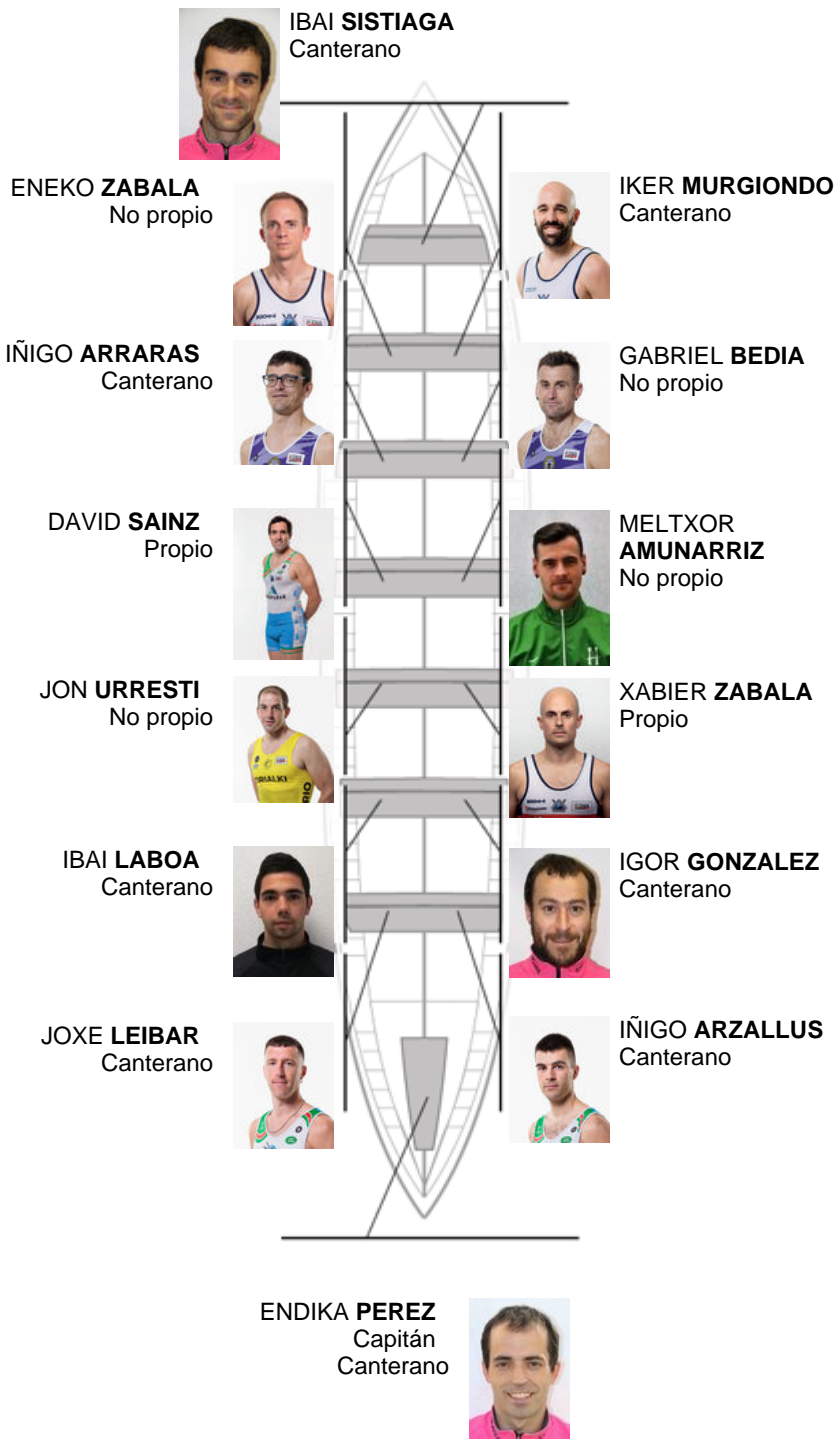 IBAI SISTIAGA
Canterano
ENEKO ZABALA
No propio
IKER MURGIONDO
Canterano
IÑIGO ARRARAS
Canterano
GABRIEL BEDIA
No propio
DAVID SAINZ
Propio
MELTXOR
AMUNARRIZ
No propio
JON URRESTI
No propio
XABIER ZABALA
Propio
IBAI LABOA
Canterano
IGOR GONZALEZ
Canterano
JOXE LEIBAR
Canterano
IÑIGO ARZALLUS
Canterano
ENDIKA PEREZ
Capitán
Canterano